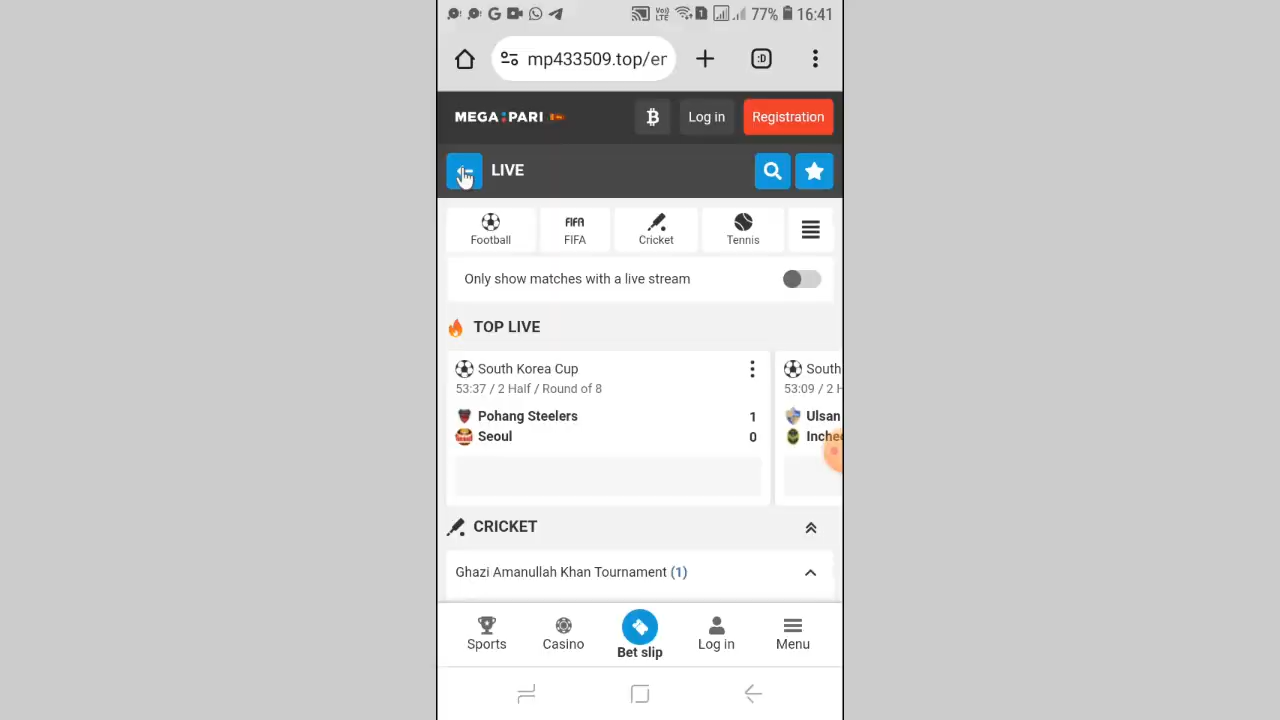 77% 16:41
mp433509.top/er
MEGA PARI Log in Registration
LIVE
Football FIFA FIFA Cricket Tennis
Only show matches with a live stream
TOP LIVE
South Korea Cup
53:37 / 2 Half / Round of 8
Pohang Steelers 1
Seoul 0
South
53:09 / 2 H
Ulsan
Inche
CRICKET
Ghazi Amanullah Khan Tournament (1)
Sports Casino Bet slip Log in Menu